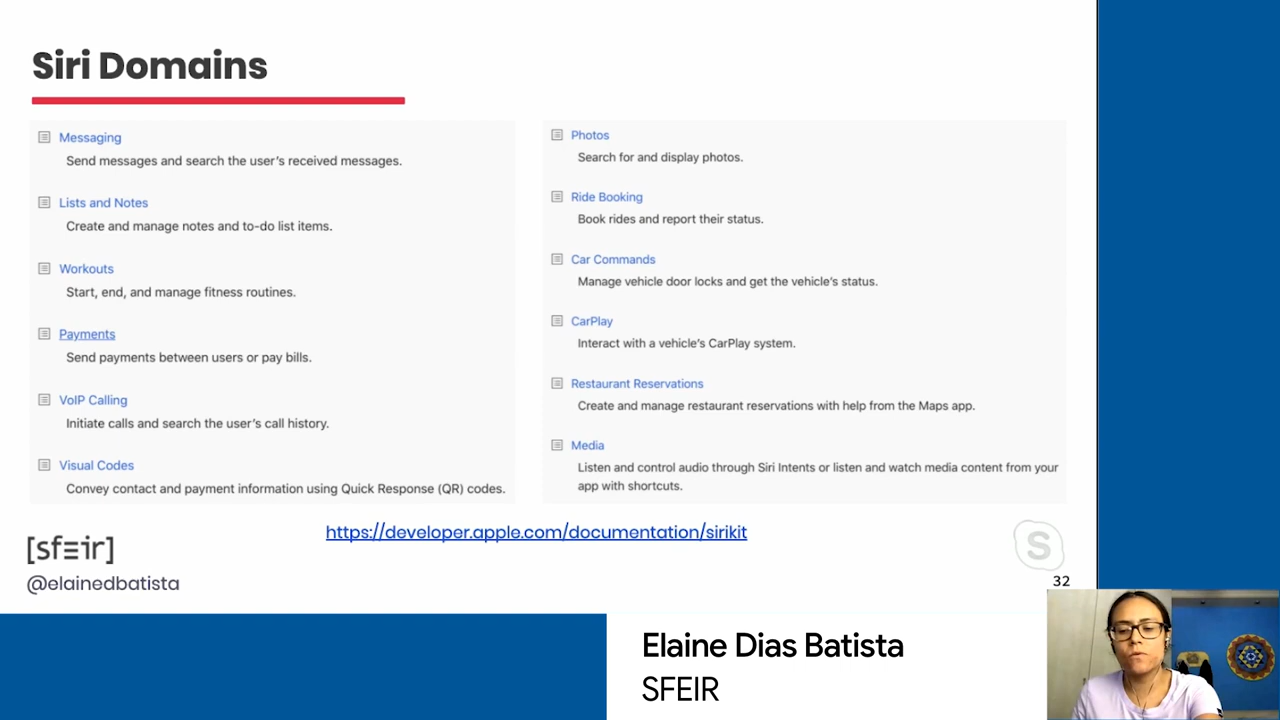 Siri Domains
Messaging
Send messages and search the user's received messages.
Lists and Notes
Create and manage notes and to-do list items.
Workouts
Start, end, and manage fitness routines.
Payments
Send payments between users or pay bills.
VoIP Calling
Initiate calls and search the user's call history.
Visual Codes
Convey contact and payment information using Quick Response (QR) codes.
Photos
Search for and display photos.
Ride Booking
Book rides and report their status.
Car Commands
Manage vehicle door locks and get the vehicle's status.
CarPlay
Interact with a vehicle's CarPlay system.
Restaurant Reservations
Create and manage restaurant reservations with help from the Maps app.
Media
Listen and control audio through Siri Intents or listen and watch media content from your
app with shortcuts.
https://developer.apple.com/documentation/sirikit
[sfΞir]
@elainedbatista
S
32
Elaine Dias Batista
SFEIR